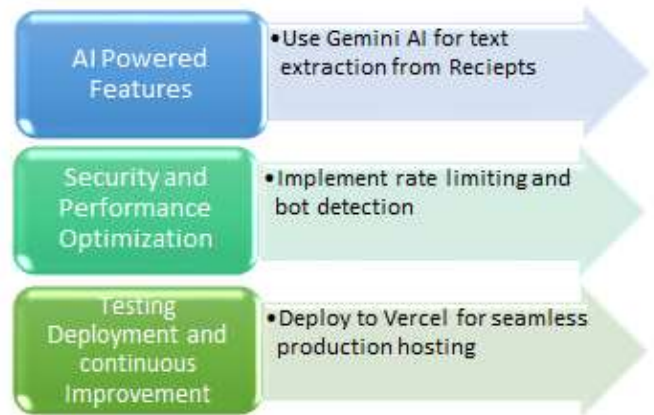 AI Powered
Features
•Use Gemini AI for text
extraction from Reciepts
Security and
Performance
Optimization
•Implement rate limiting and
bot detection
Testing
Deployment and
continuous
Improvement
•Deploy to Vercel for seamless
production hosting